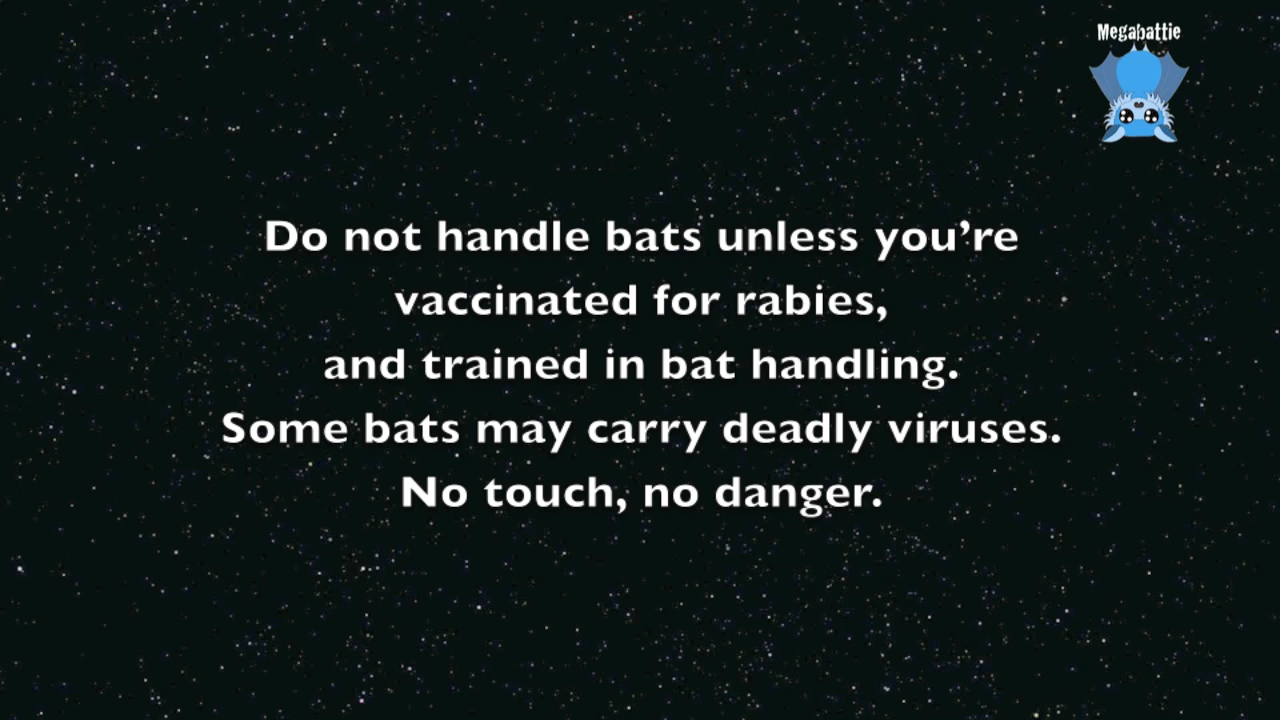 Megabattie
Do not handle bats unless you’re
vaccinated for rabies,
and trained in bat handling.
Some bats may carry deadly viruses.
No touch, no danger.